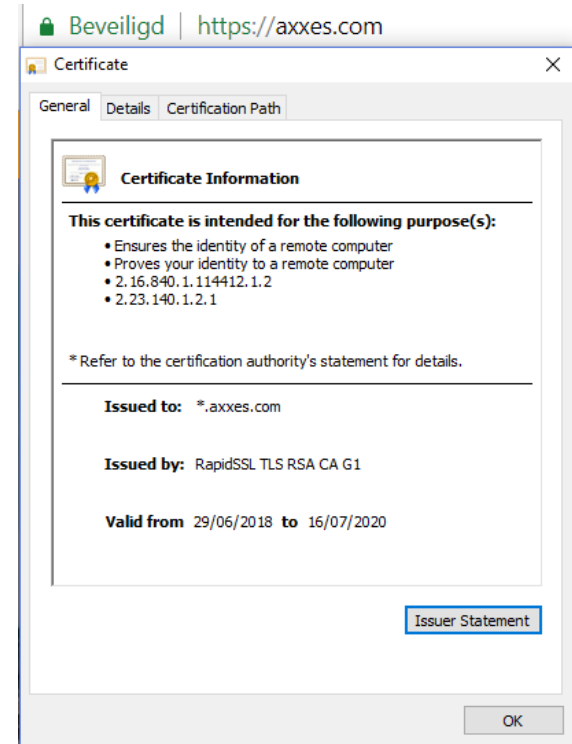 Beveiligd | https://axxes.com
Certificate
General Details Certification Path
Certificate Information
This certificate is intended for the following purpose(s):
• Ensures the identity of a remote computer
• Proves your identity to a remote computer
• 2.16.840.1.114412.1.2
• 2.23.140.1.2.1
* Refer to the certification authority's statement for details.
Issued to: *.axxes.com
Issued by: RapidSSL TLS RSA CA G1
Valid from 29/06/2018 to 16/07/2020
Issuer Statement
OK